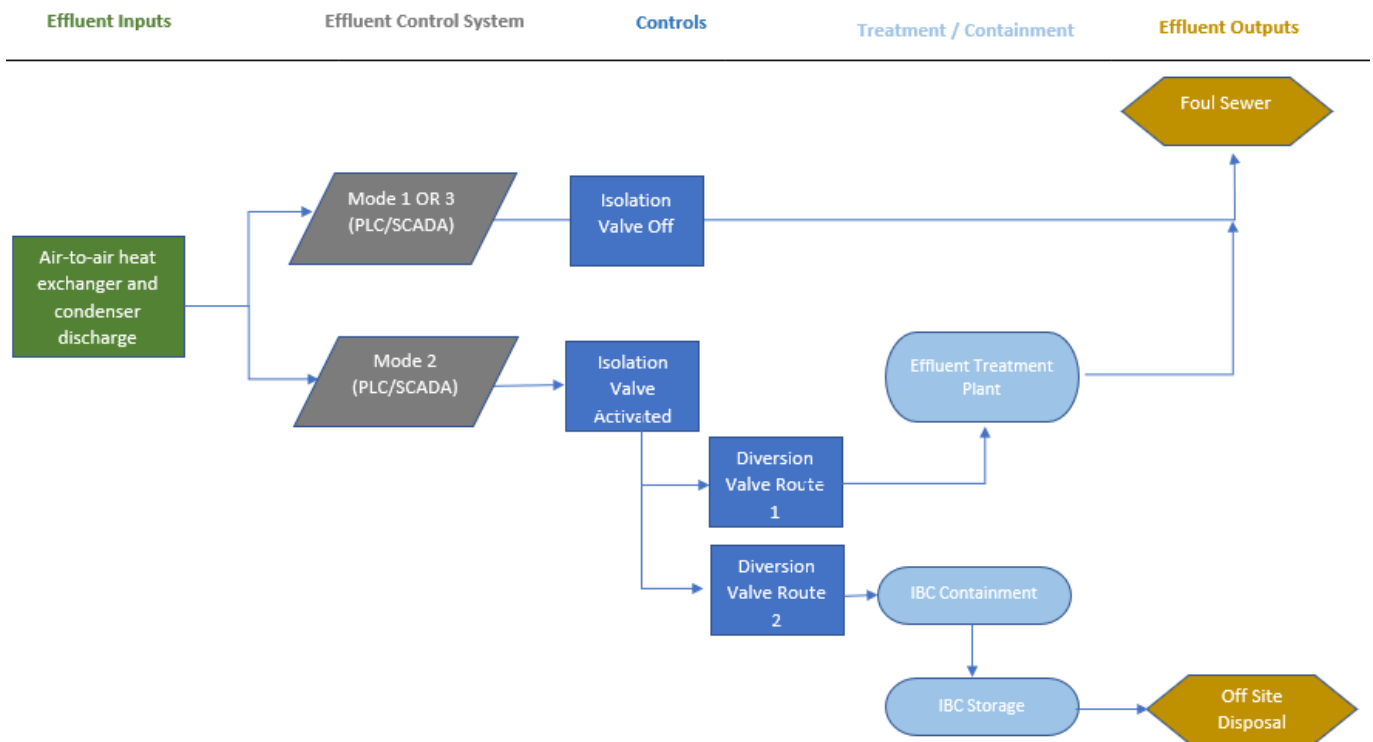 Effluent Inputs
Effluent Control System
Controls
Treatment / Containment
Effluent Outputs
Foul Sewer
Mode 1 OR 3
(PLC/SCADA)
Isolation
Valve Off
Air-to-air heat
exchanger and
condenser
discharge
Mode 2
(PLC/SCADA)
Isolation
Valve
Activated
Effluent Treatment
Plant
Diversion
Valve Route
1
Diversion
Valve Route
2
IBC Containment
IBC Storage
Off Site
Disposal